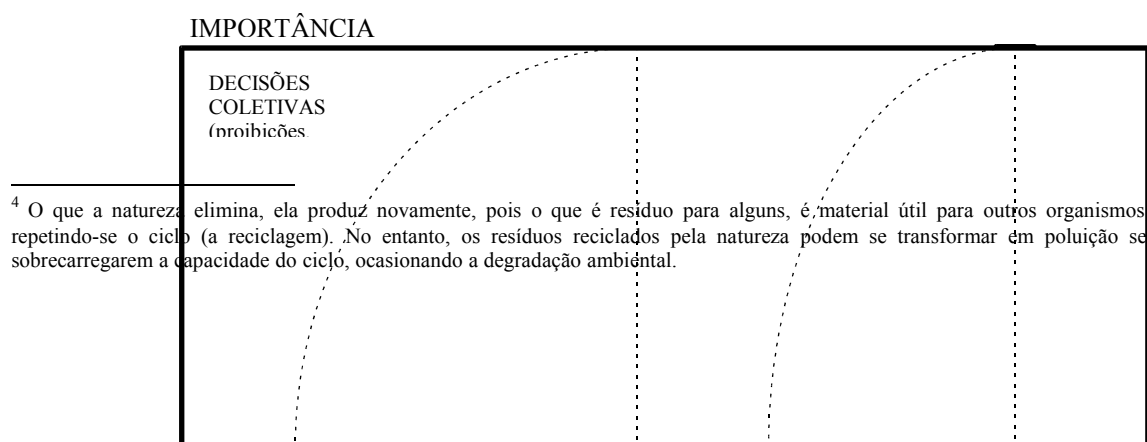 IMPORTÂNCIA
DECISÕES
COLETIVAS
(proibições,
4 O que a natureza elimina, ela produz novamente, pois o que é resíduo para alguns, é material útil para outros organismos
repetindo-se o ciclo (a reciclagem). No entanto, os resíduos reciclados pela natureza podem se transformar em poluição se
sobrecarregarem a capacidade do ciclo, ocasionando a degradação ambiental.